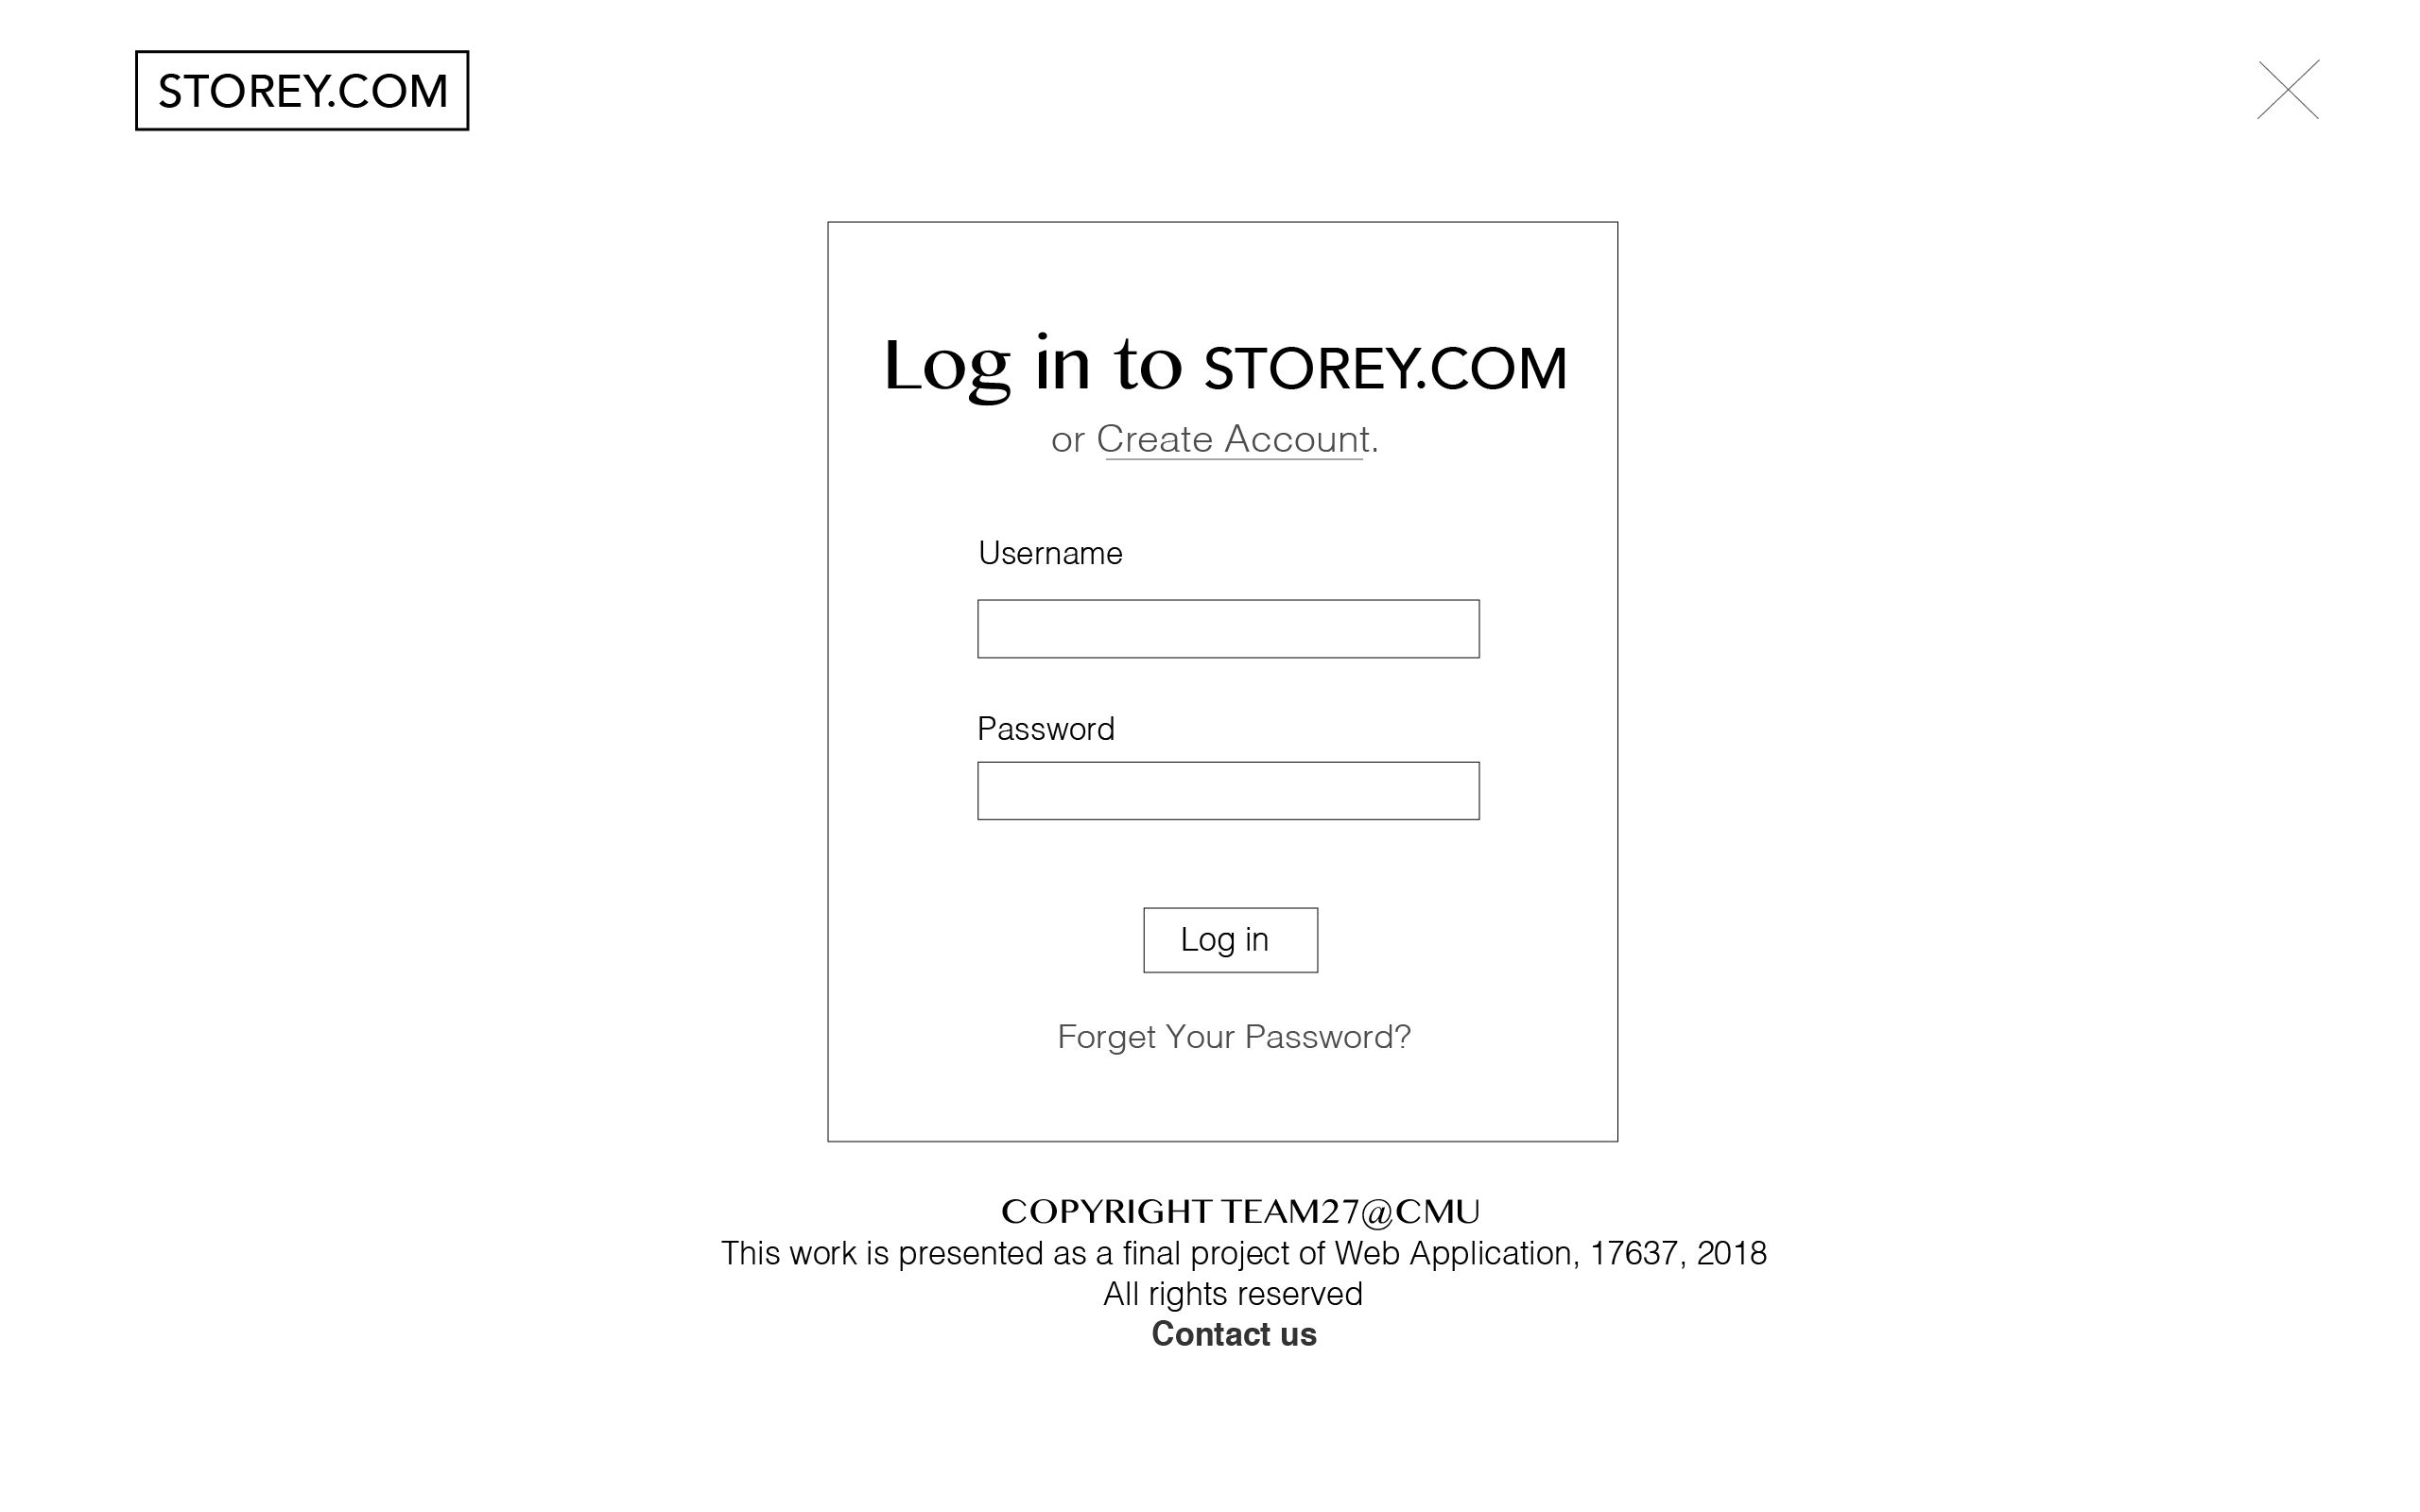 STOREY.COM
Log in to STOREY.COM
or Create Account.
Username
Password
Log in
Forget Your Password?
COPYRIGHT TEAM27@CMU
This work is presented as a final project of Web Application, 17637, 2018
All rights reserved
Contact us